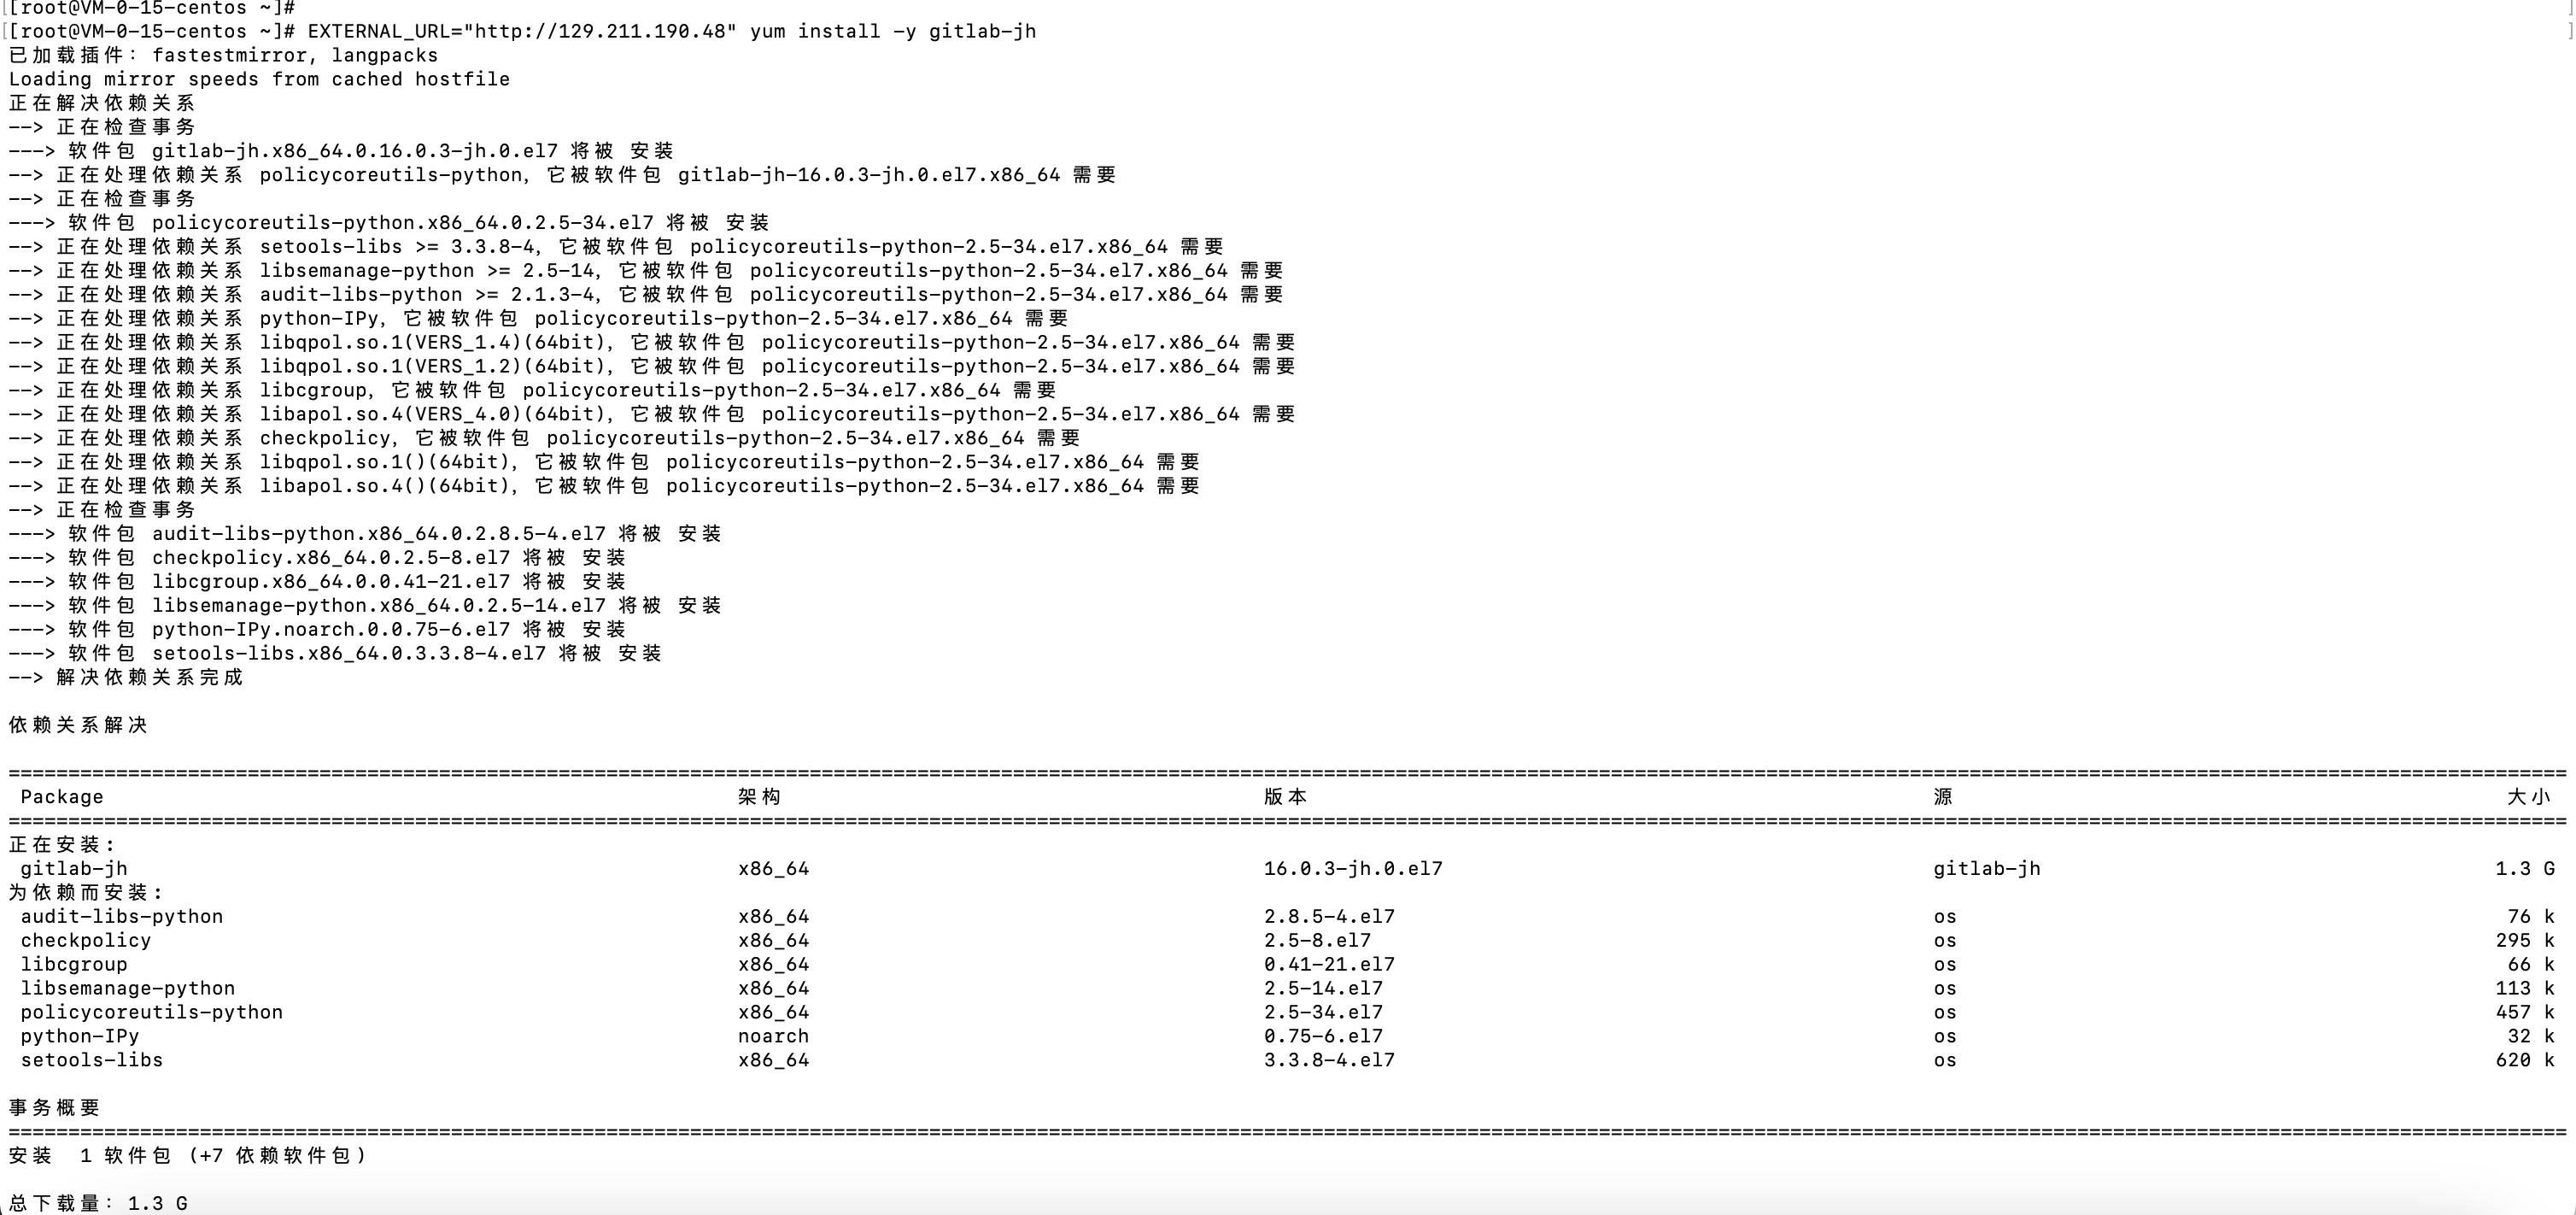 [[root@VM-0-15-centos ~]# ]
[[root@VM-0-15-centos ~]# EXTERNAL_URL="http://129.211.190.48" yum install -y gitlab-jh ]
已加载插件：fastestmirror, langpacks
Loading mirror speeds from cached hostfile
正在解决依赖关系
--> 正在检查事务
---> 软件包 gitlab-jh.x86_64.0.16.0.3-jh.0.el7 将被 安装
--> 正在处理依赖关系 policycoreutils-python，它被软件包 gitlab-jh-16.0.3-jh.0.el7.x86_64 需要
--> 正在检查事务
---> 软件包 policycoreutils-python.x86_64.0.2.5-34.el7 将被 安装
--> 正在处理依赖关系 setools-libs >= 3.3.8-4，它被软件包 policycoreutils-python-2.5-34.el7.x86_64 需要
--> 正在处理依赖关系 libsemanage-python >= 2.5-14，它被软件包 policycoreutils-python-2.5-34.el7.x86_64 需要
--> 正在处理依赖关系 audit-libs-python >= 2.1.3-4，它被软件包 policycoreutils-python-2.5-34.el7.x86_64 需要
--> 正在处理依赖关系 python-IPy，它被软件包 policycoreutils-python-2.5-34.el7.x86_64 需要
--> 正在处理依赖关系 libqpol.so.1(VERS_1.4)(64bit)，它被软件包 policycoreutils-python-2.5-34.el7.x86_64 需要
--> 正在处理依赖关系 libqpol.so.1(VERS_1.2)(64bit)，它被软件包 policycoreutils-python-2.5-34.el7.x86_64 需要
--> 正在处理依赖关系 libcgroup，它被软件包 policycoreutils-python-2.5-34.el7.x86_64 需要
--> 正在处理依赖关系 libapol.so.4(VERS_4.0)(64bit)，它被软件包 policycoreutils-python-2.5-34.el7.x86_64 需要
--> 正在处理依赖关系 checkpolicy，它被软件包 policycoreutils-python-2.5-34.el7.x86_64 需要
--> 正在处理依赖关系 libqpol.so.1()(64bit)，它被软件包 policycoreutils-python-2.5-34.el7.x86_64 需要
--> 正在处理依赖关系 libapol.so.4()(64bit)，它被软件包 policycoreutils-python-2.5-34.el7.x86_64 需要
--> 正在检查事务
---> 软件包 audit-libs-python.x86_64.0.2.8.5-4.el7 将被 安装
---> 软件包 checkpolicy.x86_64.0.2.5-8.el7 将被 安装
---> 软件包 libcgroup.x86_64.0.0.41-21.el7 将被 安装
---> 软件包 libsemanage-python.x86_64.0.2.5-14.el7 将被 安装
---> 软件包 python-IPy.noarch.0.0.75-6.el7 将被 安装
---> 软件包 setools-libs.x86_64.0.3.3.8-4.el7 将被 安装
--> 解决依赖关系完成
依赖关系解决
Package 架构 版本 源 大小
正在安装:
gitlab-jh x86_64 16.0.3-jh.0.el7 gitlab-jh 1.3 G
为依赖而安装:
audit-libs-python x86_64 2.8.5-4.el7 os 76 k
checkpolicy x86_64 2.5-8.el7 os 295 k
libcgroup x86_64 0.41-21.el7 os 66 k
libsemanage-python x86_64 2.5-14.el7 os 113 k
policycoreutils-python x86_64 2.5-34.el7 os 457 k
python-IPy noarch 0.75-6.el7 os 32 k
setools-libs x86_64 3.3.8-4.el7 os 620 k
事务概要
安装 1 软件包 (+7 依赖软件包)
总下载量：1.3 G